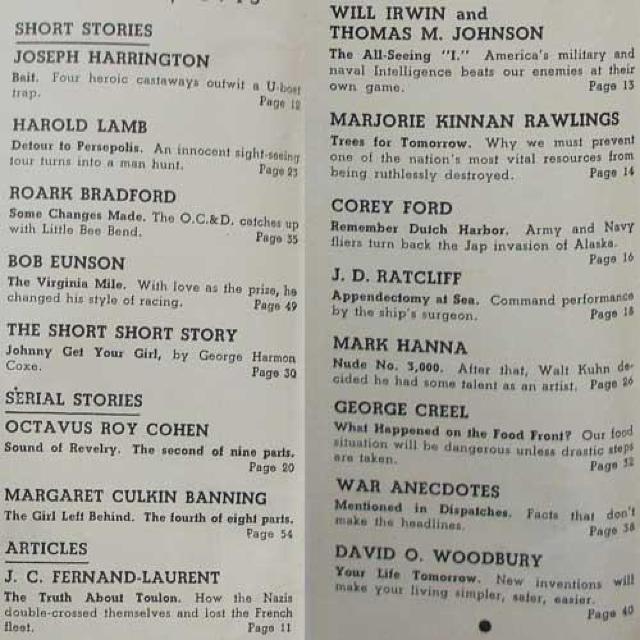 SHORT STORIES
JOSEPH HARRINGTON
Bait. Four heroic castaways outwit a U-boat
trap. Page 12
HAROLD LAMB
Detour to Persepolis. An innocent sight-seeing
tour turns into a man hunt. Page 23
ROARK BRADFORD
Some Changes Made. The O.C.&D. catches up
with Little Bee Bend. Page 35
BOB EUNSON
The Virginia Mile. With love as the prize, he
changed his style of racing. Page 49
THE SHORT SHORT STORY
Johnny Get Your Girl, by George Harmon
Coxe. Page 30
SERIAL STORIES
OCTAVUS ROY COHEN
Sound of Revelry. The second of nine parts.
Page 20
MARGARET CULKIN BANNING
The Girl Left Behind. The fourth of eight parts.
Page 54
ARTICLES
J. C. FERNAND-LAURENT
The Truth About Toulon. How the Nazis
double-crossed themselves and lost the French
fleet. Page 11
WILL IRWIN and
THOMAS M. JOHNSON
The All-Seeing "I." America's military and
naval Intelligence beats our enemies at their
own game. Page 13
MARJORIE KINNAN RAWLINGS
Trees for Tomorrow. Why we must prevent
one of the nation's most vital resources from
being ruthlessly destroyed. Page 14
COREY FORD
Remember Dutch Harbor. Army and Navy
fliers turn back the Jap invasion of Alaska.
Page 16
J. D. RATCLIFF
Appendectomy at Sea. Command performance
by the ship's surgeon. Page 18
MARK HANNA
Nude No. 3,000. After that, Walt Kuhn de-
cided he had some talent as an artist. Page 26
GEORGE CREEL
What Happened on the Food Front? Our food
situation will be dangerous unless drastic steps
are taken. Page 32
WAR ANECDOTES
Mentioned in Dispatches. Facts that don't
make the headlines. Page 38
DAVID O. WOODBURY
Your Life Tomorrow. New inventions will
make your living simpler, safer, easier.
Page 40